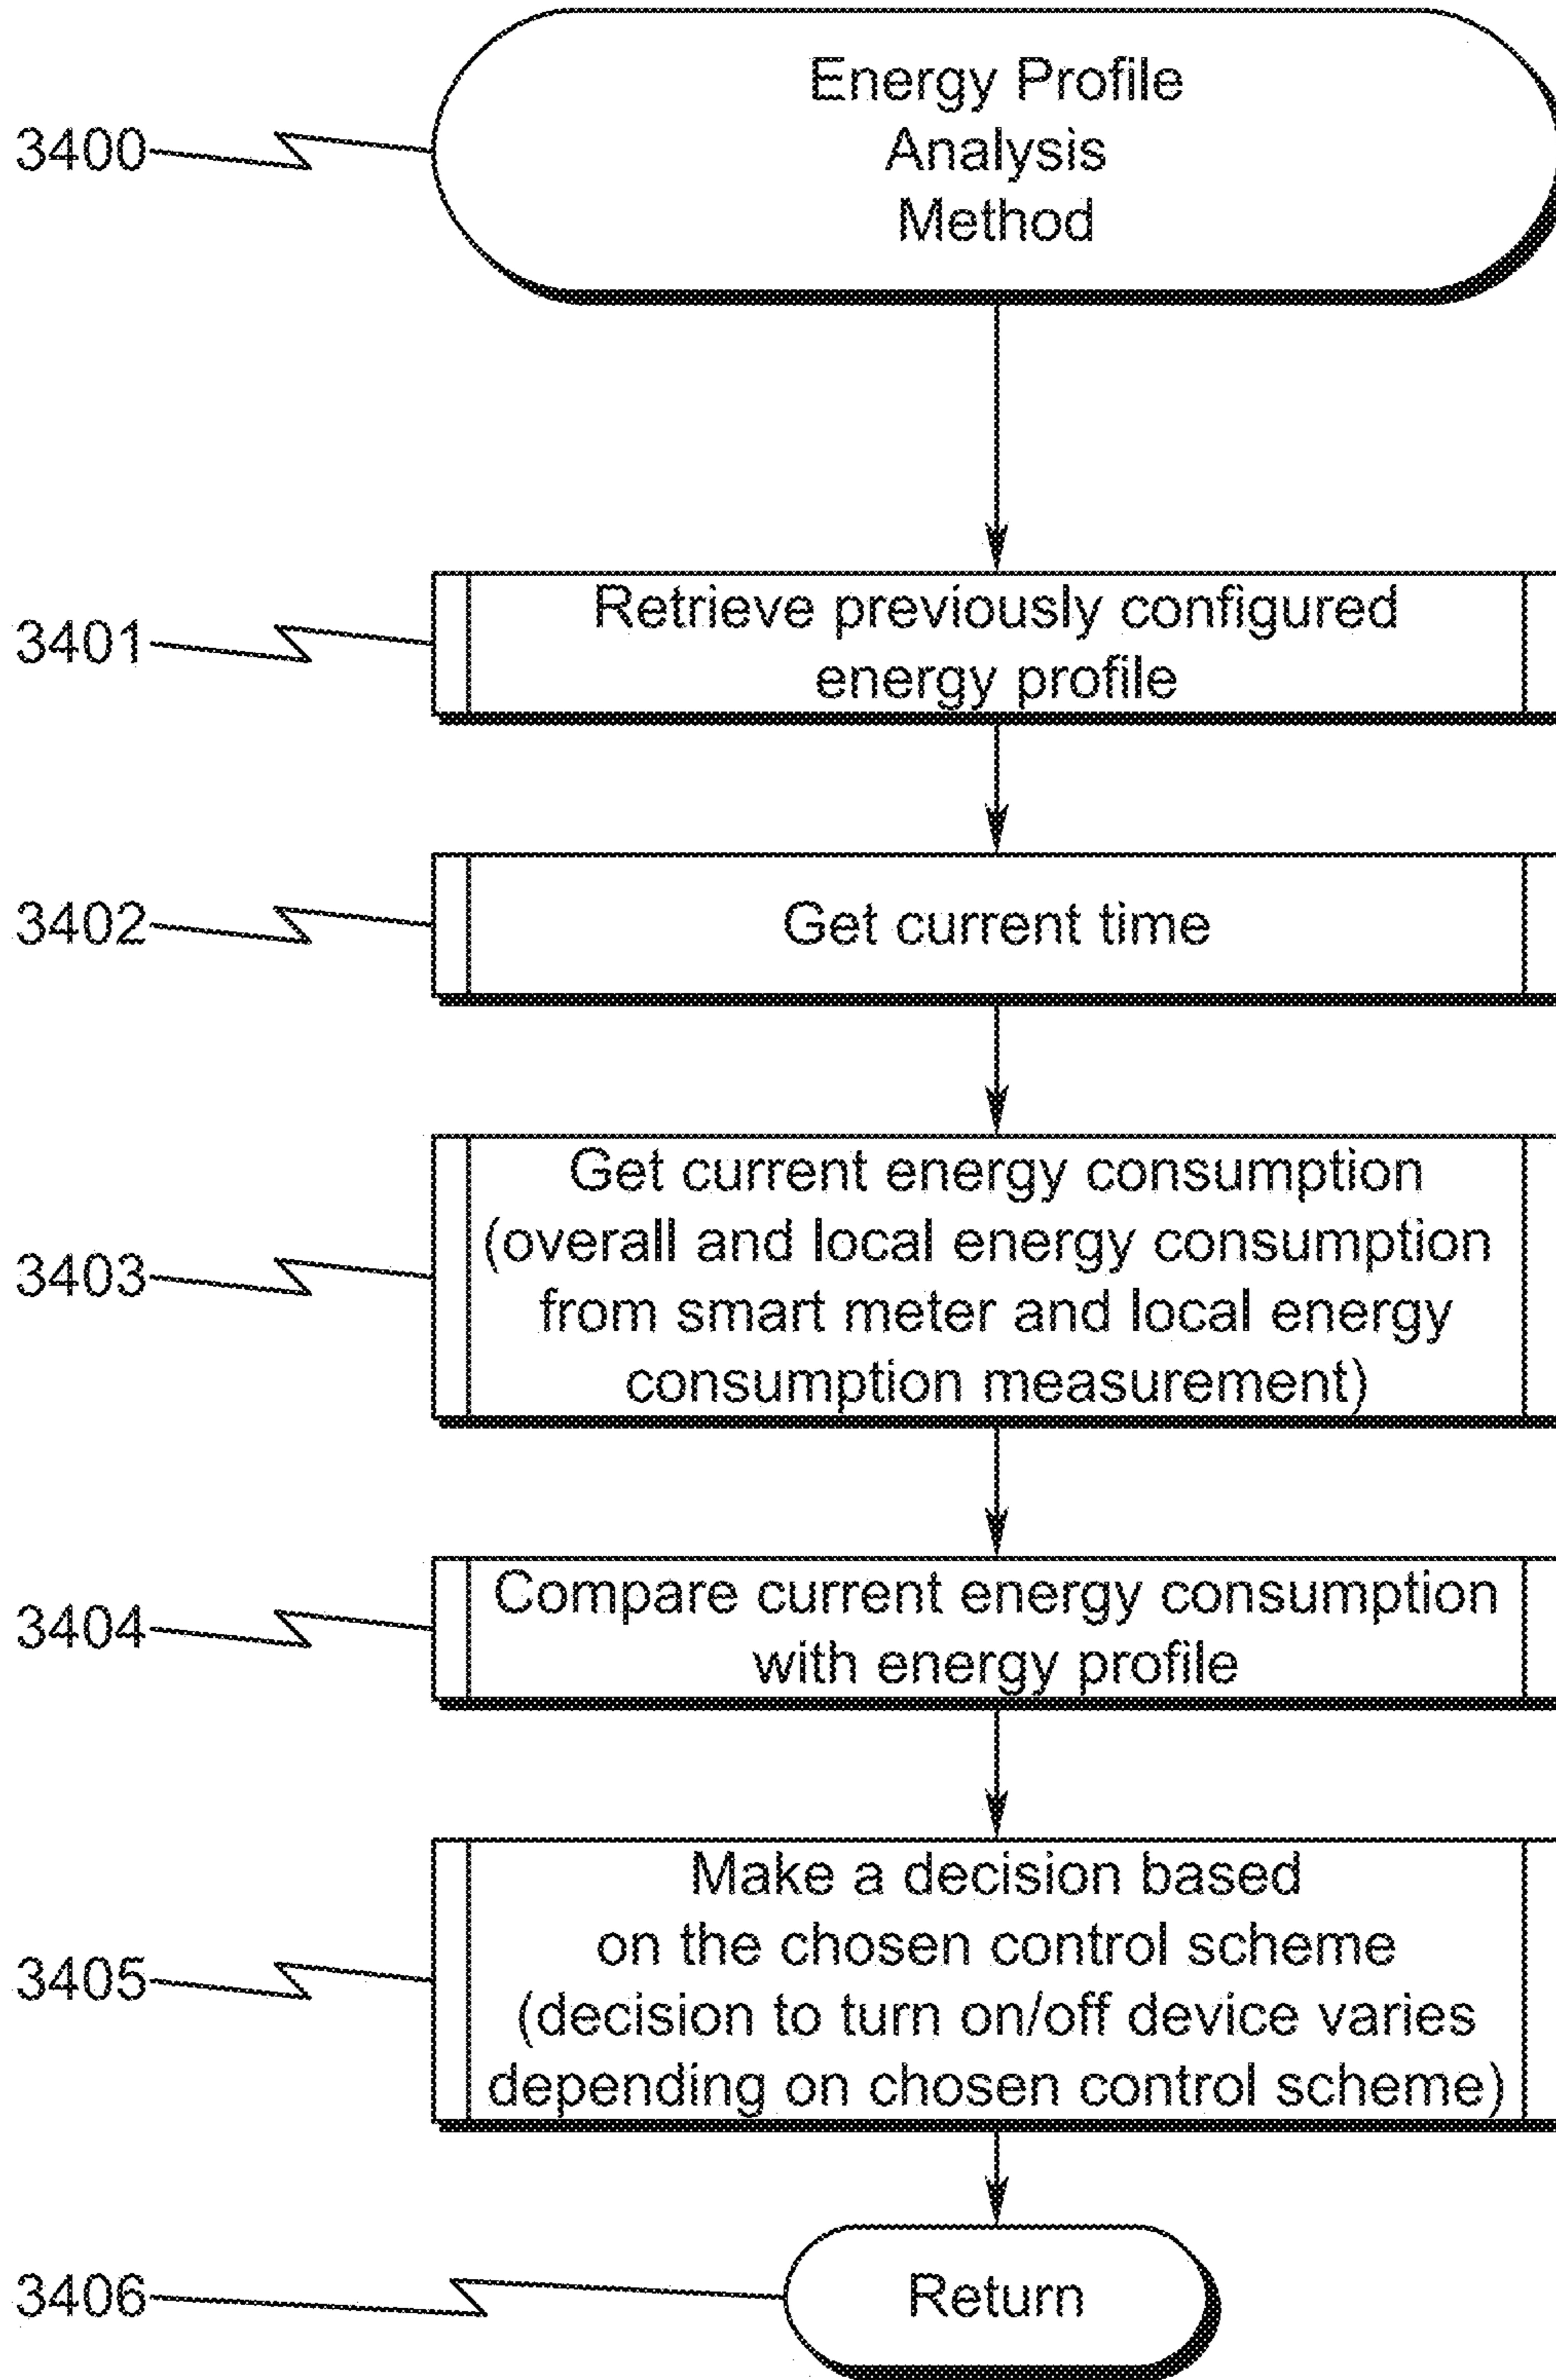 3400
Energy Profile
Analysis
Method
3401
Retrieve previously configured
energy profile
3402
Get current time
3403
Get current energy consumption
(overall and local energy consumption
from smart meter and local energy
consumption measurement)
3404
Compare current energy consumption
with energy profile
3405
Make a decision based
on the chosen control scheme
(decision to turn on/off device varies
depending on chosen control scheme)
3406
Return